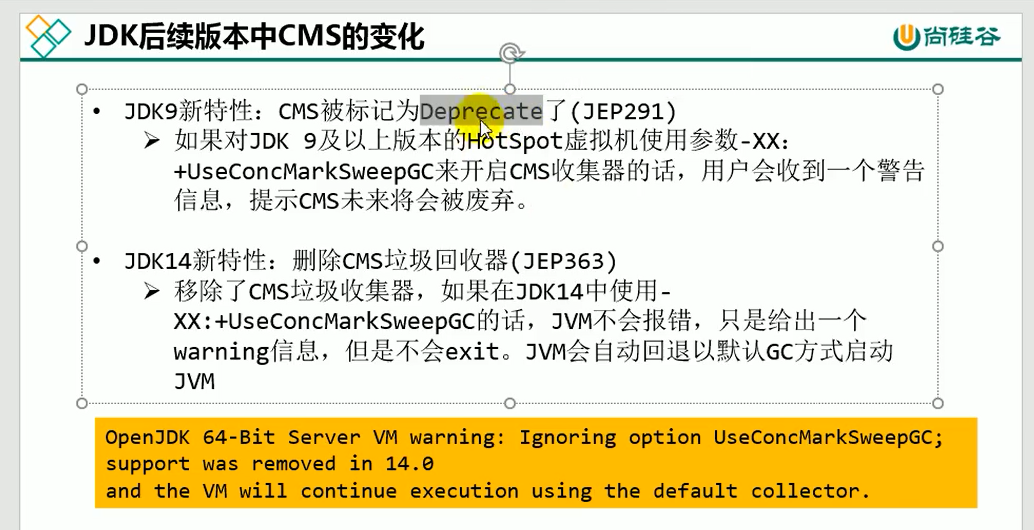 JDK后续版本中CMS的变化
尚硅谷
• JDK9新特性：CMS被标记为Deprecate了(JEP291)
➢ 如果对JDK 9及以上版本的HotSpot虚拟机使用参数-XX：
+UseConcMarkSweepGC来开启CMS收集器的话，用户会收到一个警告
信息，提示CMS未来将会被废弃。
• JDK14新特性：删除CMS垃圾回收器(JEP363)
➢ 移除了CMS垃圾收集器，如果在JDK14中使用-
XX:+UseConcMarkSweepGC的话，JVM不会报错，只是给出一个
warning信息，但是不会exit。JVM会自动回退以默认GC方式启动
JVM
OpenJDK 64-Bit Server VM warning: Ignoring option UseConcMarkSweepGC;
support was removed in 14.0
and the VM will continue execution using the default collector.